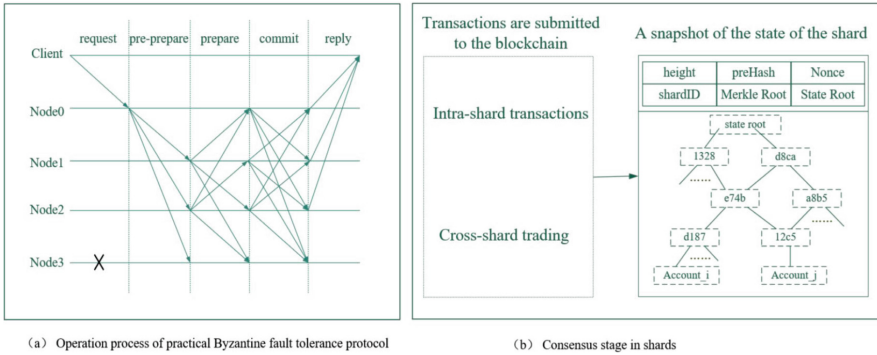 request pre-prepare prepare commit reply
Client
Node0
Node1
Node2
Node3
X
(a) Operation process of practical Byzantine fault tolerance protocol
Transactions are submitted
to the blockchain
Intra-shard transactions
Cross-shard trading
A snapshot of the state of the shard
height preHash Nonce
shardID Merkle Root State Root
state root
1328 d8ca
......
e74b a8b5
......
d187 12c5
......
Account_i Account_j
(b) Consensus stage in shards